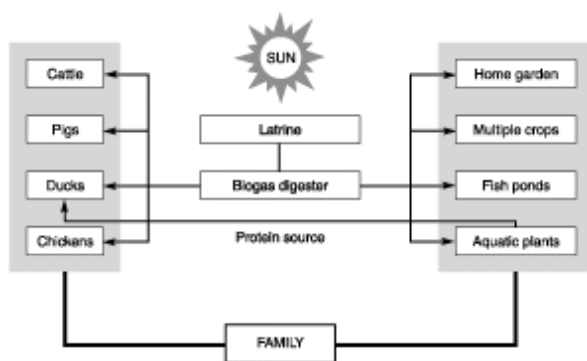 SUN
Cattle
Home garden
Pigs
Latrine
Multiple crops
Ducks
Biogas digester
Fish ponds
Chickens
Protein source
Aquatic plants
FAMILY